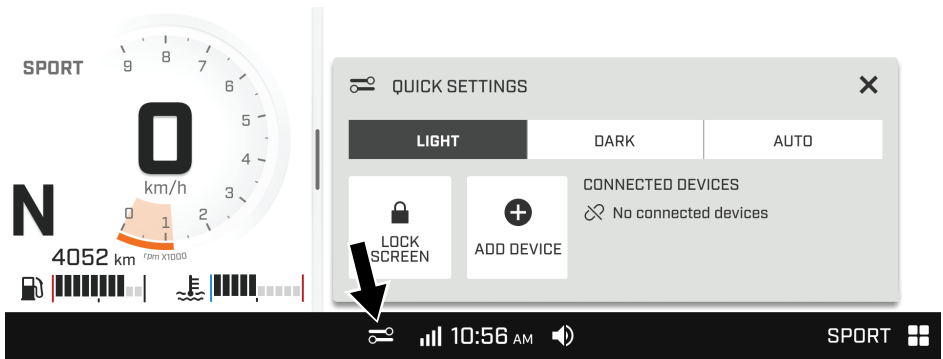 SPORT
9
8
7
6
5
4
3
2
1
0
0
km/h
N
rpm X1000
4052 km
QUICK SETTINGS
LIGHT
DARK
AUTO
LOCK
SCREEN
ADD DEVICE
CONNECTED DEVICES
No connected devices
10:56 AM
SPORT